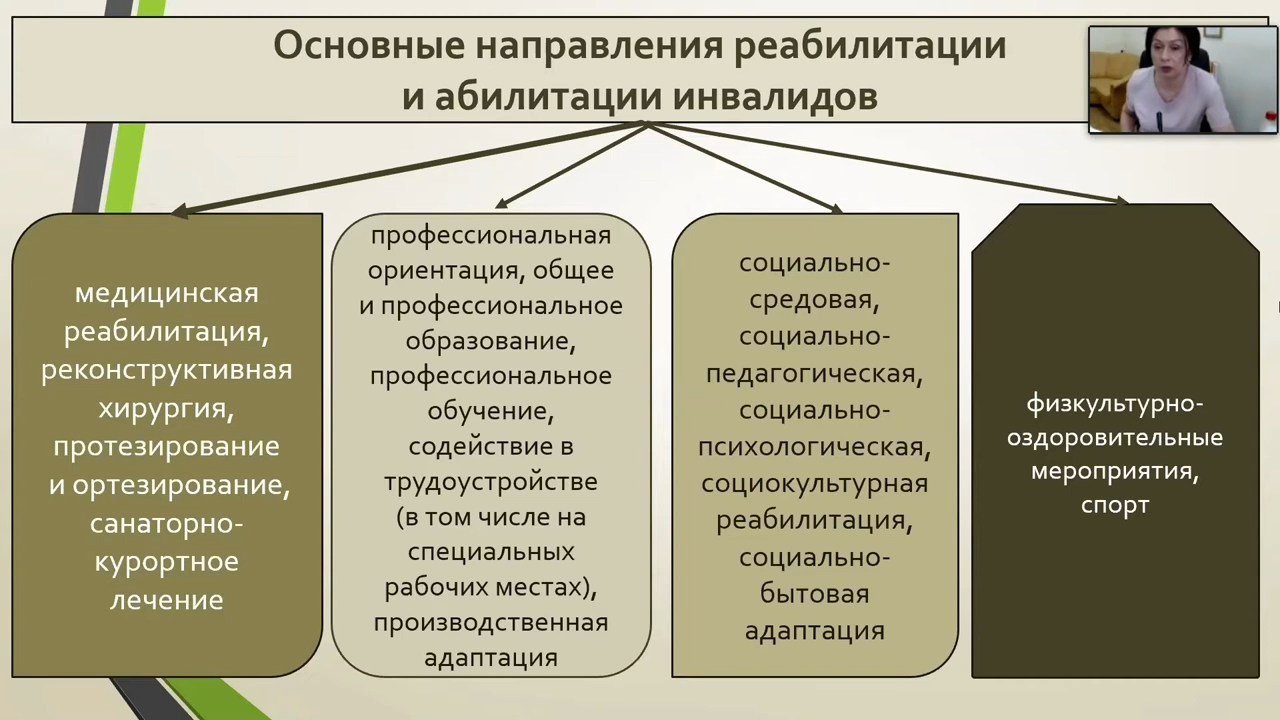 Основные направления реабилитации
и абилитации инвалидов
медицинская
реабилитация,
реконструктивная
хирургия,
протезирование
и ортезирование,
санаторно-
курортное
лечение
профессиональная
ориентация, общее
и профессиональное
образование,
профессиональное
обучение,
содействие в
трудоустройстве
(в том числе на
специальных
рабочих местах),
производственная
адаптация
социально-
средовая,
социально-
педагогическая,
социально-
психологическая,
социокультурная
реабилитация,
социально-
бытовая
адаптация
физкультурно-
оздоровительные
мероприятия,
спорт